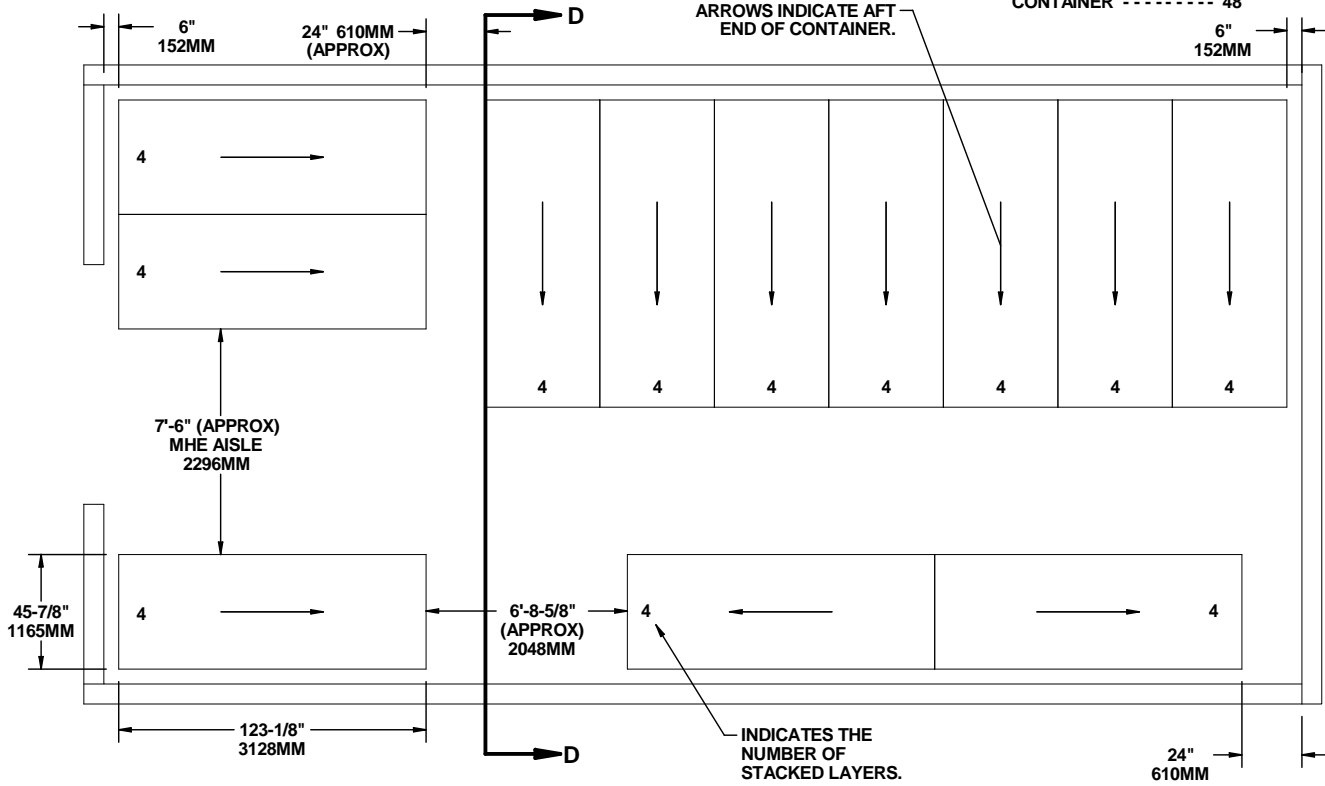 CONTAINER - - - - - - - - - 48
D
ARROWS INDICATE AFT
END OF CONTAINER.
6"
152MM
24" 610MM
(APPROX)
6"
152MM
4
4
4 4 4 4 4 4 4
7'-6" (APPROX)
MHE AISLE
2296MM
45-7/8"
1165MM
4
6'-8-5/8"
(APPROX)
2048MM
4
4
123-1/8"
3128MM
D
INDICATES THE
NUMBER OF
STACKED LAYERS.
24"
610MM